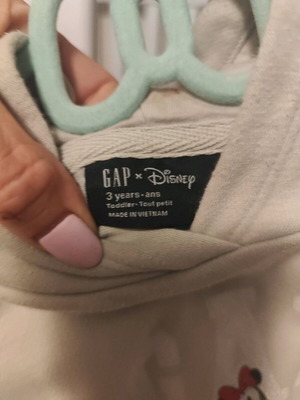 GAP × Disney
3 years·ans
Toddler·Tout petit
MADE IN VIETNAM